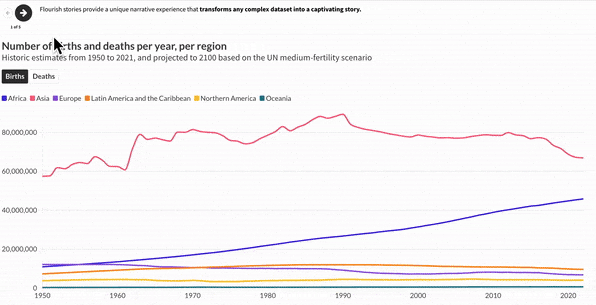 Flourish stories provide a unique narrative experience that transforms any complex dataset into a captivating story.
1 of 5
Number of births and deaths per year, per region
Historic estimates from 1950 to 2021, and projected to 2100 based on the UN medium-fertility scenario
Births Deaths
Africa Asia Europe Latin America and the Caribbean Northern America Oceania
80,000,000
60,000,000
40,000,000
20,000,000
0
1950 1960 1970 1980 1990 2000 2010 2020